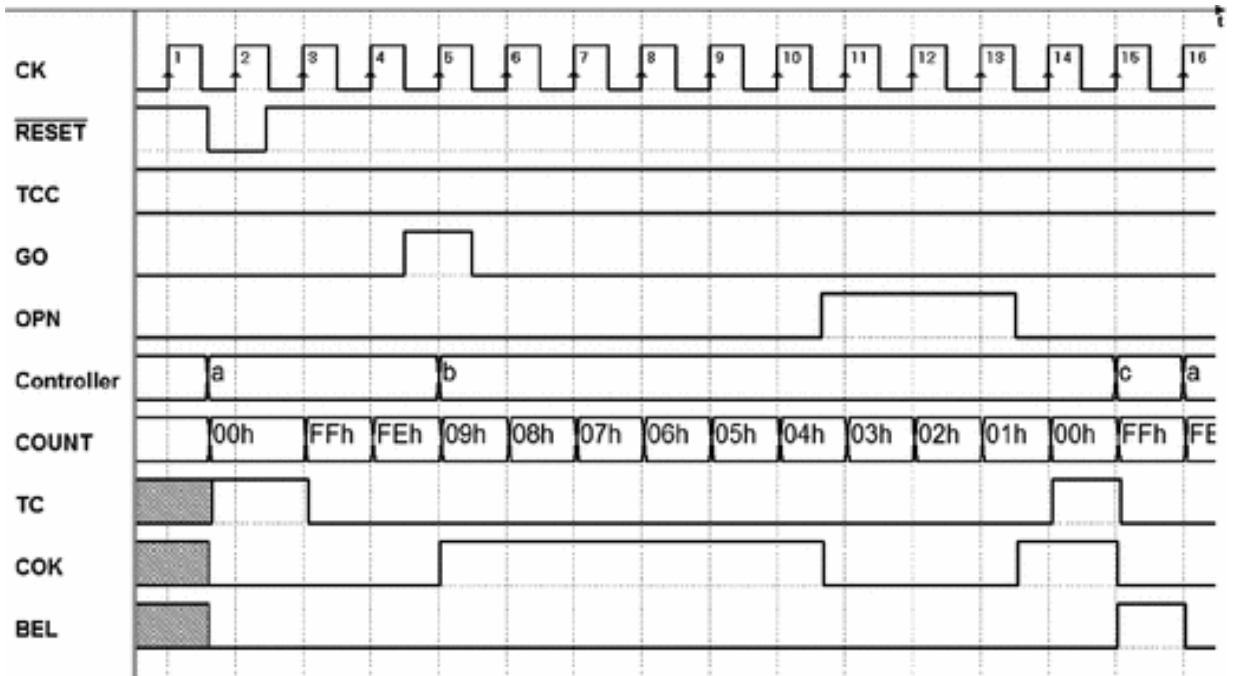 t
CK 1 2 3 4 5 6 7 8 9 10 11 12 13 14 15 16
RESET
TCC
GO
OPN
Controller a b c a
COUNT 00h FFh FEh 09h 08h 07h 06h 05h 04h 03h 02h 01h 00h FFh FE
TC
COK
BEL